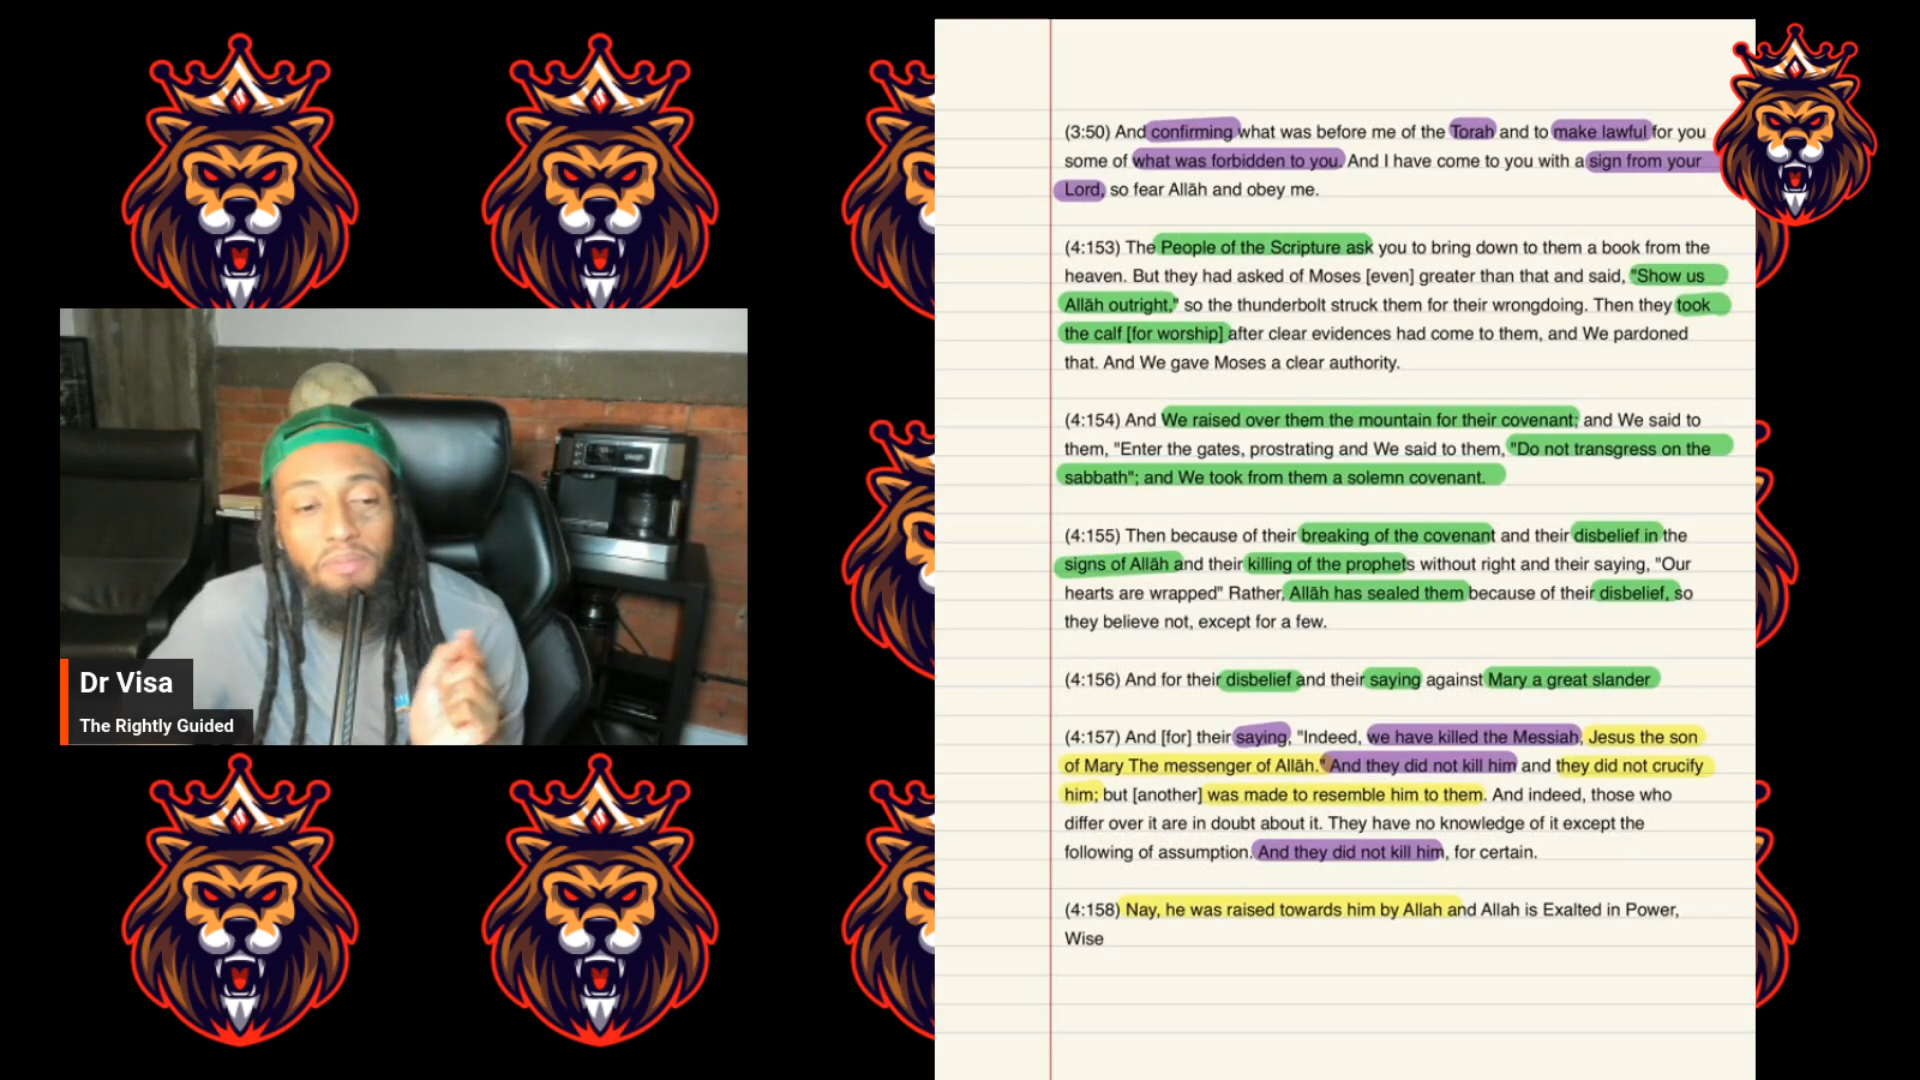 (3:50) And confirming what was before me of the Torah and to make lawful for you
some of what was forbidden to you. And I have come to you with a sign from your
Lord, so fear Allāh and obey me.
(4:153) The People of the Scripture ask you to bring down to them a book from the
heaven. But they had asked of Moses [even] greater than that and said, "Show us
Allāh outright," so the thunderbolt struck them for their wrongdoing. Then they took
the calf [for worship] after clear evidences had come to them, and We pardoned
that. And We gave Moses a clear authority.
(4:154) And We raised over them the mountain for their covenant; and We said to
them, "Enter the gates, prostrating and We said to them, "Do not transgress on the
sabbath"; and We took from them a solemn covenant.
(4:155) Then because of their breaking of the covenant and their disbelief in the
signs of Allāh and their killing of the prophets without right and their saying, "Our
hearts are wrapped" Rather, Allāh has sealed them because of their disbelief, so
they believe not, except for a few.
(4:156) And for their disbelief and their saying against Mary a great slander
(4:157) And [for] their saying, "Indeed, we have killed the Messiah, Jesus the son
of Mary The messenger of Allāh." And they did not kill him and they did not crucify
him; but [another] was made to resemble him to them. And indeed, those who
differ over it are in doubt about it. They have no knowledge of it except the
following of assumption. And they did not kill him, for certain.
(4:158) Nay, he was raised towards him by Allah and Allah is Exalted in Power,
Wise
Dr Visa
The Rightly Guided